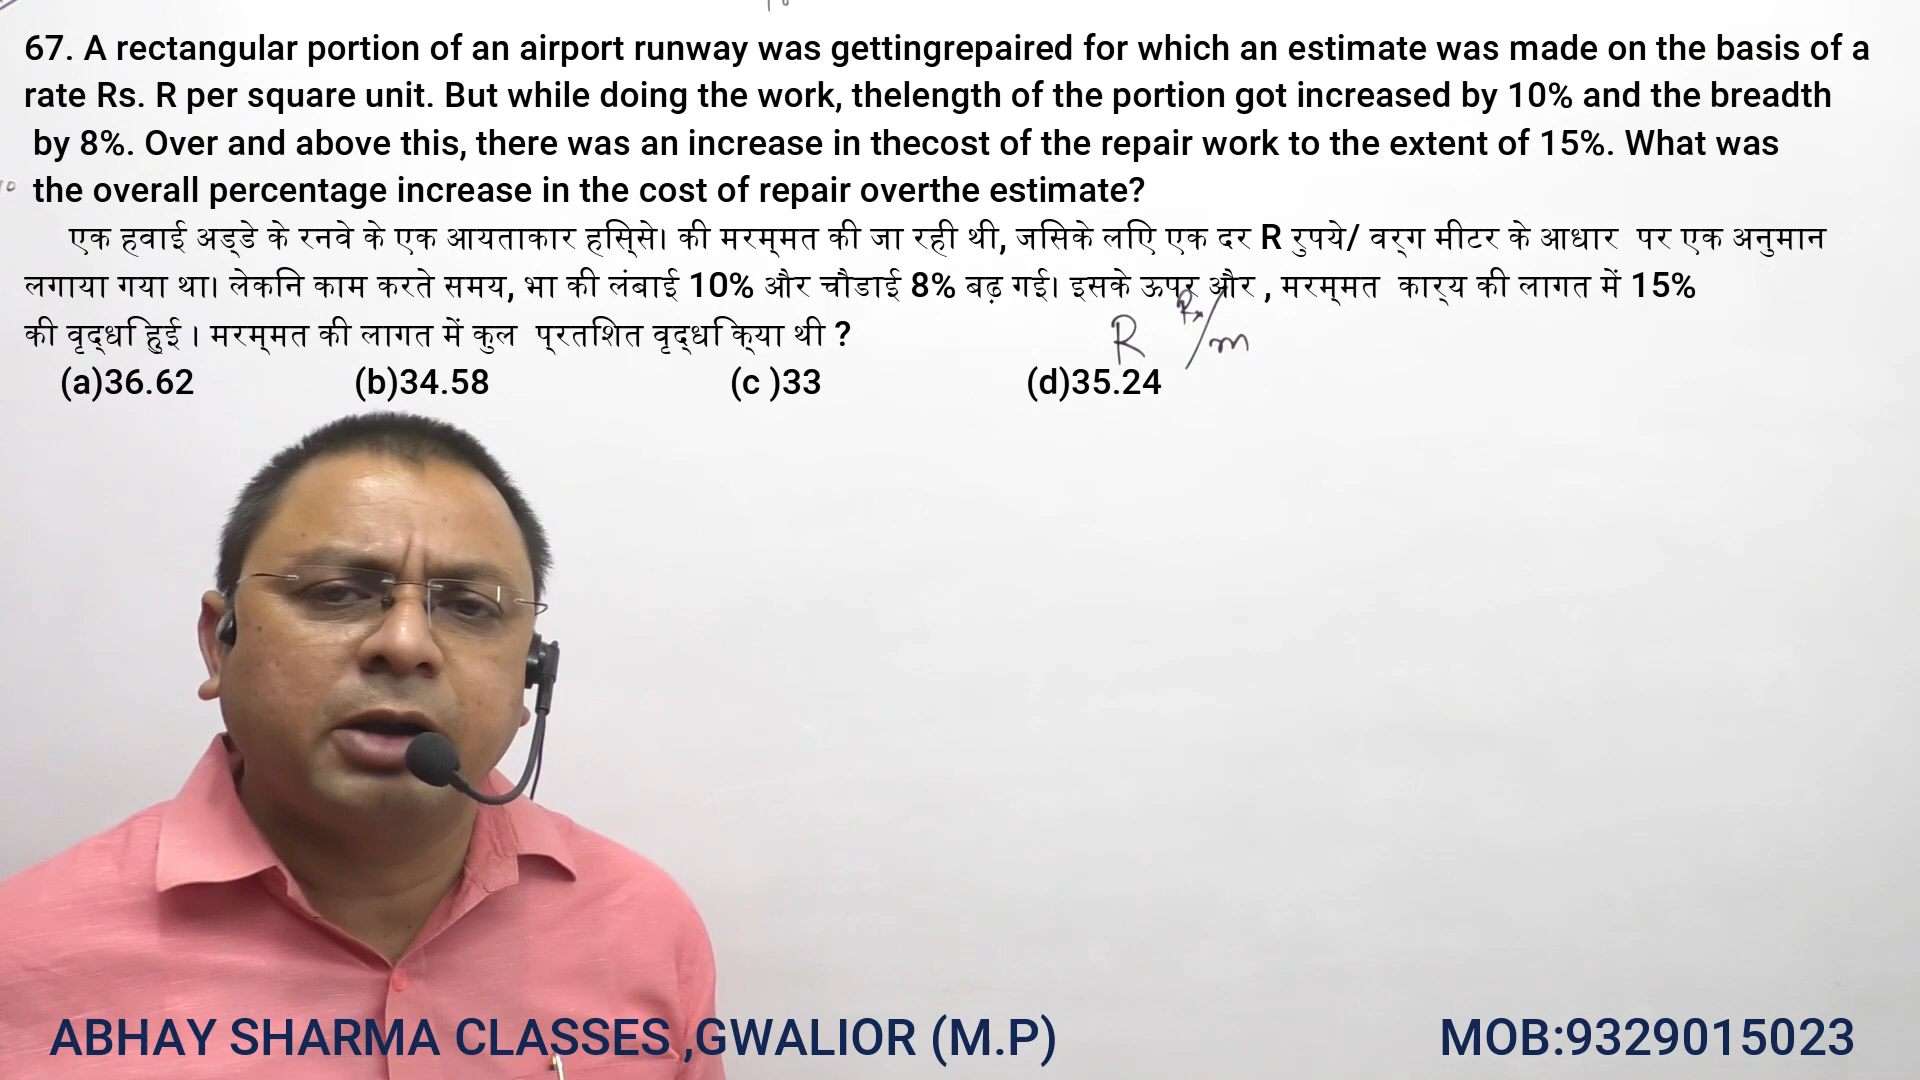 67. A rectangular portion of an airport runway was gettingrepaired for which an estimate was made on the basis of a
rate Rs. R per square unit. But while doing the work, thelength of the portion got increased by 10% and the breadth
by 8%. Over and above this, there was an increase in thecost of the repair work to the extent of 15%. What was
the overall percentage increase in the cost of repair overthe estimate?
एक हवाई अड्डे के रनवे के एक आयताकार हिस्से। की मरम्मत की जा रही थी, जिसके लिए एक दर R रुपये/ वर्ग मीटर के आधार पर एक अनुमान
लगाया गया था। लेकिन काम करते समय, भा की लंबाई 10% और चौडाई 8% बढ़ गई। इसके ऊपर और , मरम्मत कार्य की लागत में 15%
की वृद्धि हुई । मरम्मत की लागत में कुल प्रतिशत वृद्धि क्या थी ?
R Rs/m
(a)36.62 (b)34.58 (c )33 (d)35.24
ABHAY SHARMA CLASSES ,GWALIOR (M.P) MOB:9329015023